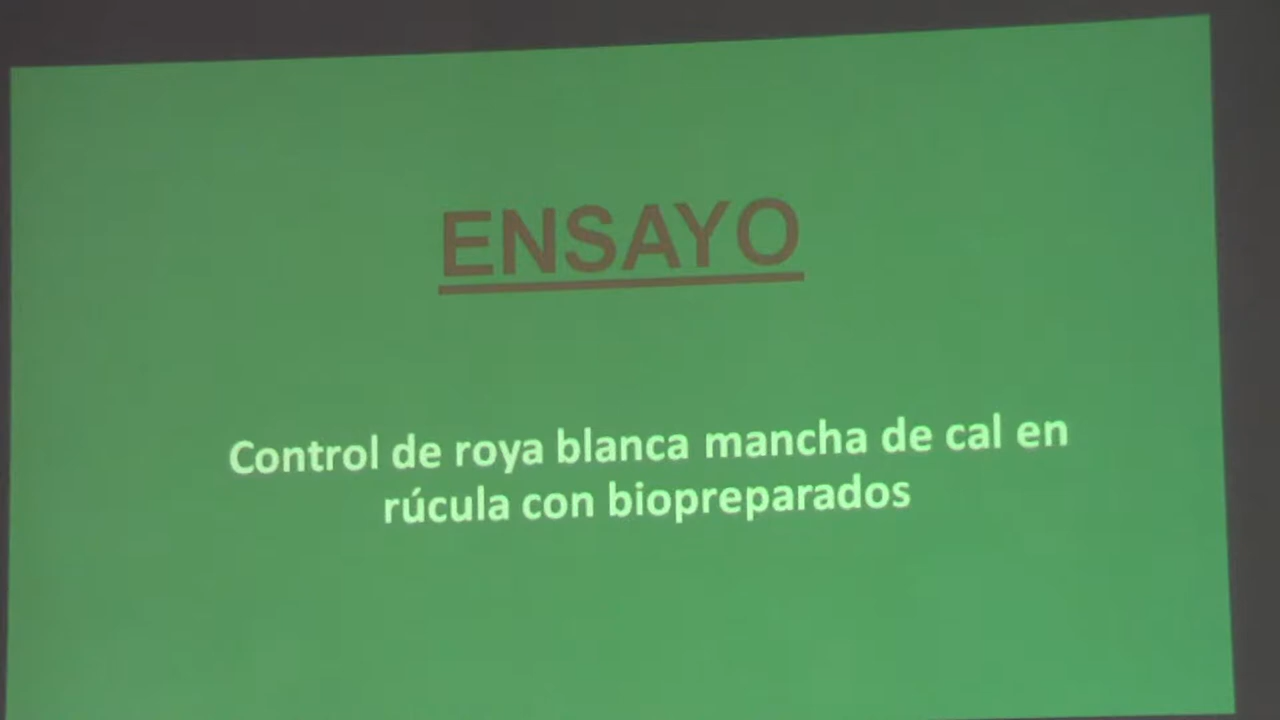 ENSAYO
Control de roya blanca mancha de cal en
rúcula con biopreparados